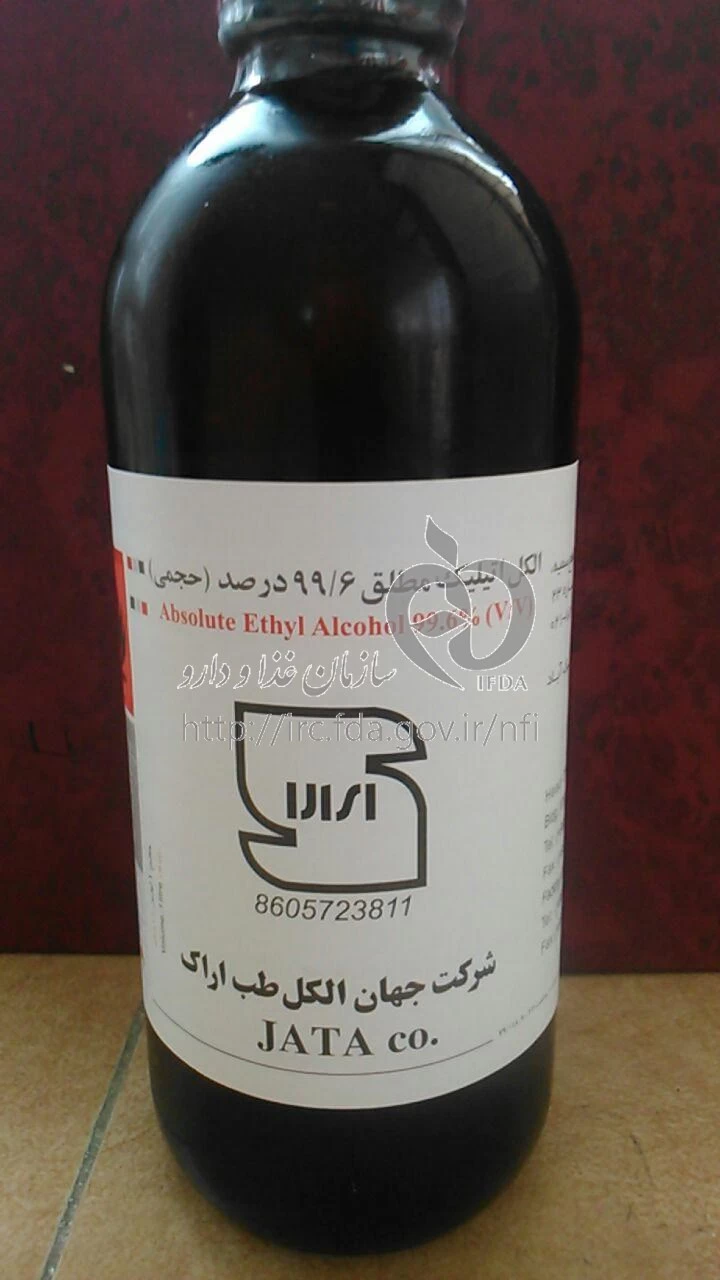 الکل اتیلیک مطلق ۹۹/۶ درصد (حجمی)
Absolute Ethyl Alcohol 99.6% (V/V)
سازمان غذا و دارو
IFDA
http://irc.fda.gov.ir/nfi
8605723811
شرکت جهان الکل طب اراک
JATA co.